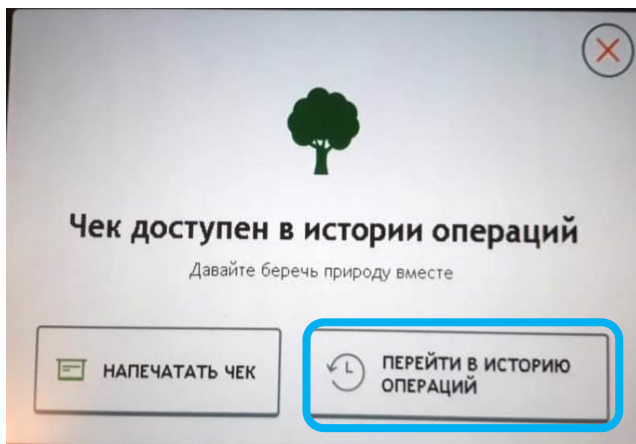 Чек доступен в истории операций
Давайте беречь природу вместе
НАПЕЧАТАТЬ ЧЕК
ПЕРЕЙТИ В ИСТОРИЮ
ОПЕРАЦИЙ